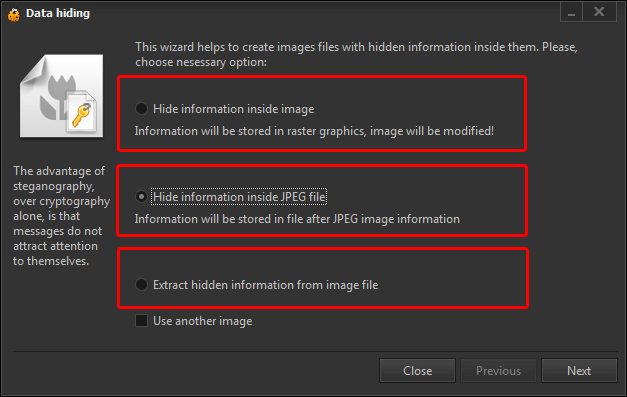 Data hiding
This wizard helps to create images files with hidden information inside them. Please,
choose nesessary option:
Hide information inside image
Information will be stored in raster graphics, image will be modified!
The advantage of
steganography,
over cryptography
alone, is that
messages do not
attract attention
to themselves.
Hide information inside JPEG file
Information will be stored in file after JPEG image information
Extract hidden information from image file
Use another image
Close
Previous
Next